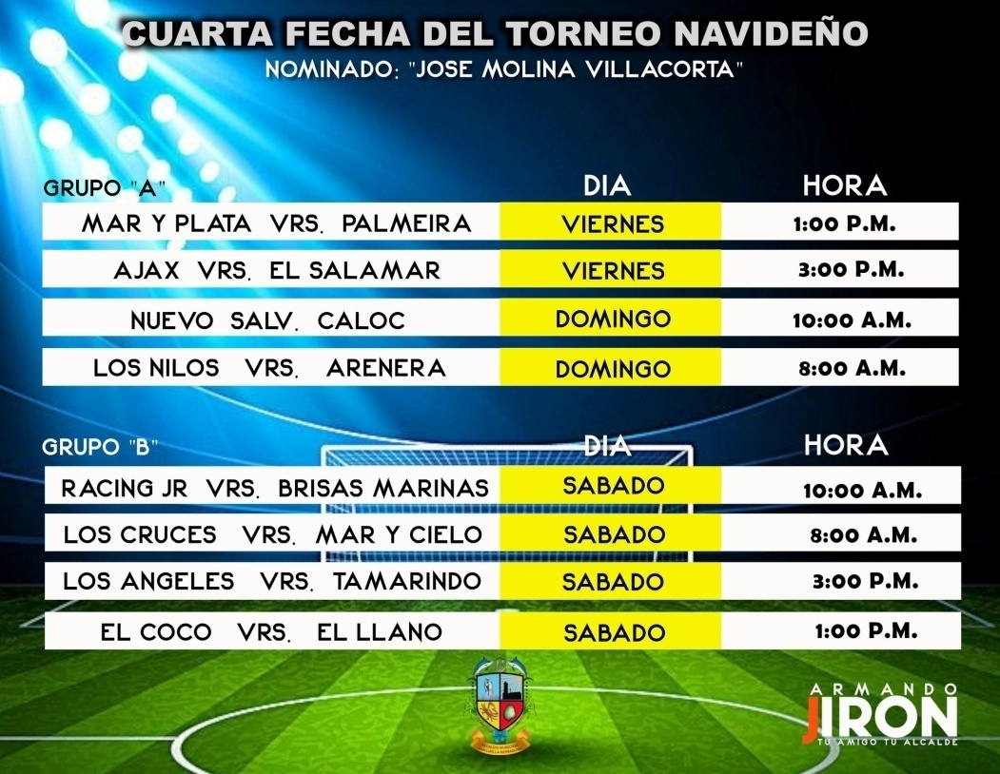 CUARTA FECHA DEL TORNEO NAVIDEÑO
NOMINADO: "JOSE MOLINA VILLACORTA"
GRUPO "A" DIA HORA
MAR Y PLATA VRS. PALMEIRA VIERNES 1:00 P.M.
AJAX VRS. EL SALAMAR VIERNES 3:00 P.M.
NUEVO SALV. CALOC DOMINGO 10:00 A.M.
LOS NILOS VRS. ARENERA DOMINGO 8:00 A.M.
GRUPO "B" DIA HORA
RACING JR VRS. BRISAS MARINAS SABADO 10:00 A.M.
LOS CRUCES VRS. MAR Y CIELO SABADO 8:00 A.M.
LOS ANGELES VRS. TAMARINDO SABADO 3:00 P.M.
EL COCO VRS. EL LLANO SABADO 1:00 P.M.
ARMANDO
JIRON
TU AMIGO TU ALCALDE